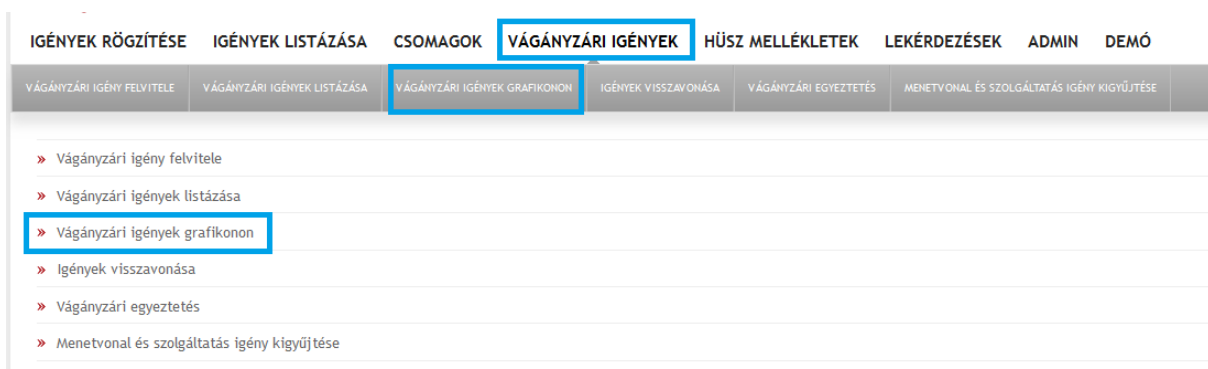 IGÉNYEK RÖGZÍTÉSE IGÉNYEK LISTÁZÁSA CSOMAGOK VÁGÁNYZÁRI IGÉNYEK HÜSZ MELLÉKLETEK LEKÉRDEZÉSEK ADMIN DEMÓ
VÁGÁNYZÁRI IGÉNY FELVITELE VÁGÁNYZÁRI IGÉNYEK LISTÁZÁSA VÁGÁNYZÁRI IGÉNYEK GRAFIKONON IGÉNYEK VISSZAVONÁSA VÁGÁNYZÁRI EGYEZTETÉS MENETVONAL ÉS SZOLGÁLTATÁS IGÉNY KIGYŰJTÉSE
» Vágányzári igény felvitele
» Vágányzári igények listázása
» Vágányzári igények grafikonon
» Igények visszavonása
» Vágányzári egyeztetés
» Menetvonal és szolgáltatás igény kigyűjtése